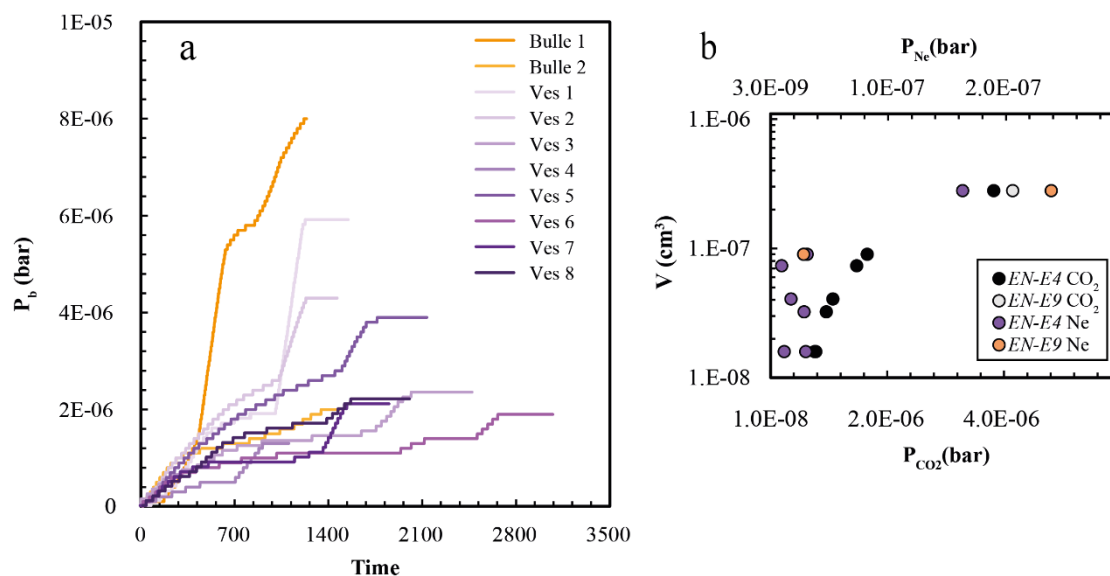 a
P_b (bar)
1E-05
8E-06
6E-06
4E-06
2E-06
0
0 700 1400 2100 2800 3500
Time
Bulle 1
Bulle 2
Ves 1
Ves 2
Ves 3
Ves 4
Ves 5
Ves 6
Ves 7
Ves 8
b
P_Ne(bar)
3.0E-09 1.0E-07 2.0E-07
V (cm³)
1.E-06
1.E-07
1.E-08
1.0E-08 2.0E-06 4.0E-06
P_CO2(bar)
EN-E4 CO₂
EN-E9 CO₂
EN-E4 Ne
EN-E9 Ne